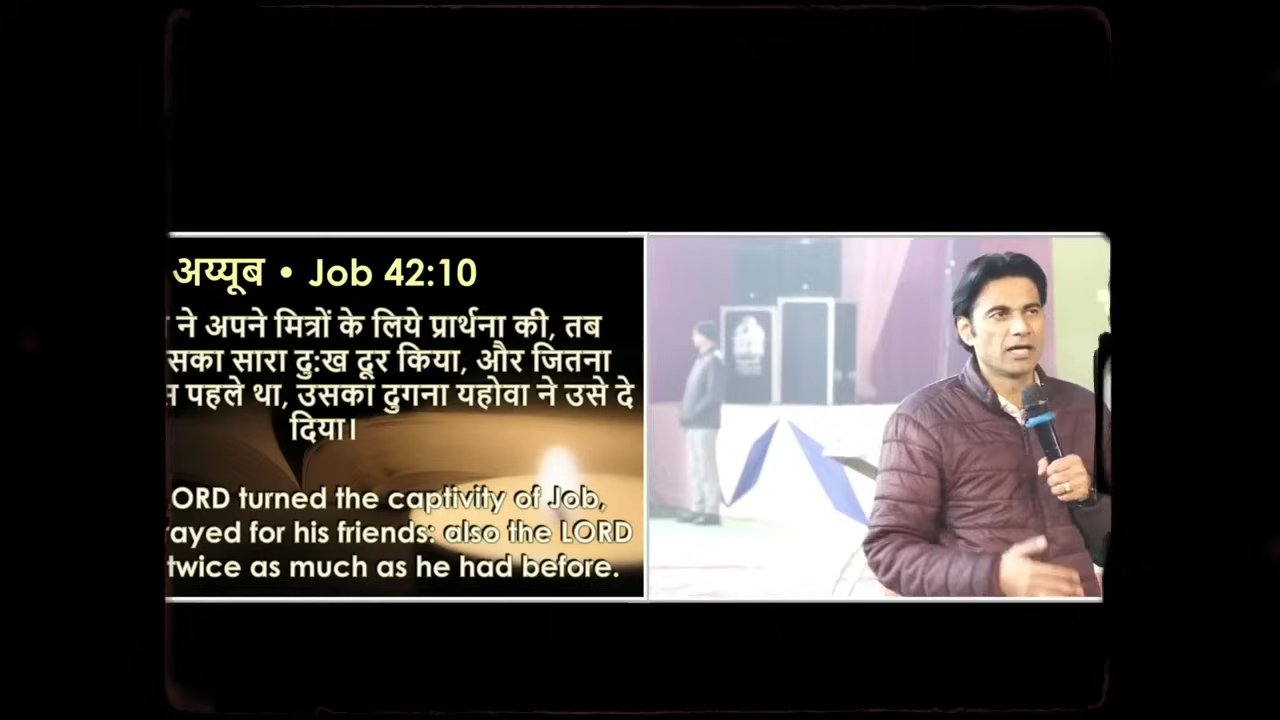 अय्यूब • Job 42:10
ने अपने मित्रों के लिये प्रार्थना की, तब
सका सारा दु:ख दूर किया, और जितना
पहले था, उसका दुगना यहोवा ने उसे दे
दिया।
ORD turned the captivity of Job,
rayed for his friends: also the LORD
twice as much as he had before.